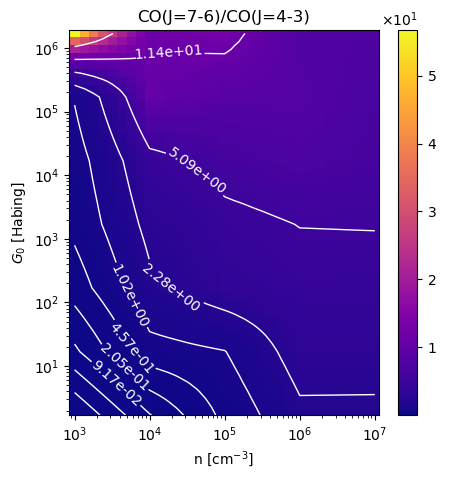 CO(J=7-6)/CO(J=4-3)
×10¹
10⁶
10⁵
10⁴
10³
10²
10¹
G₀ [Habing]
1.14e+01
5.09e+00
2.28e+00
1.02e+00
4.57e-01
2.05e-01
9.17e-02
5
4
3
2
1
10³
10⁴
10⁵
10⁶
10⁷
n [cm⁻³]